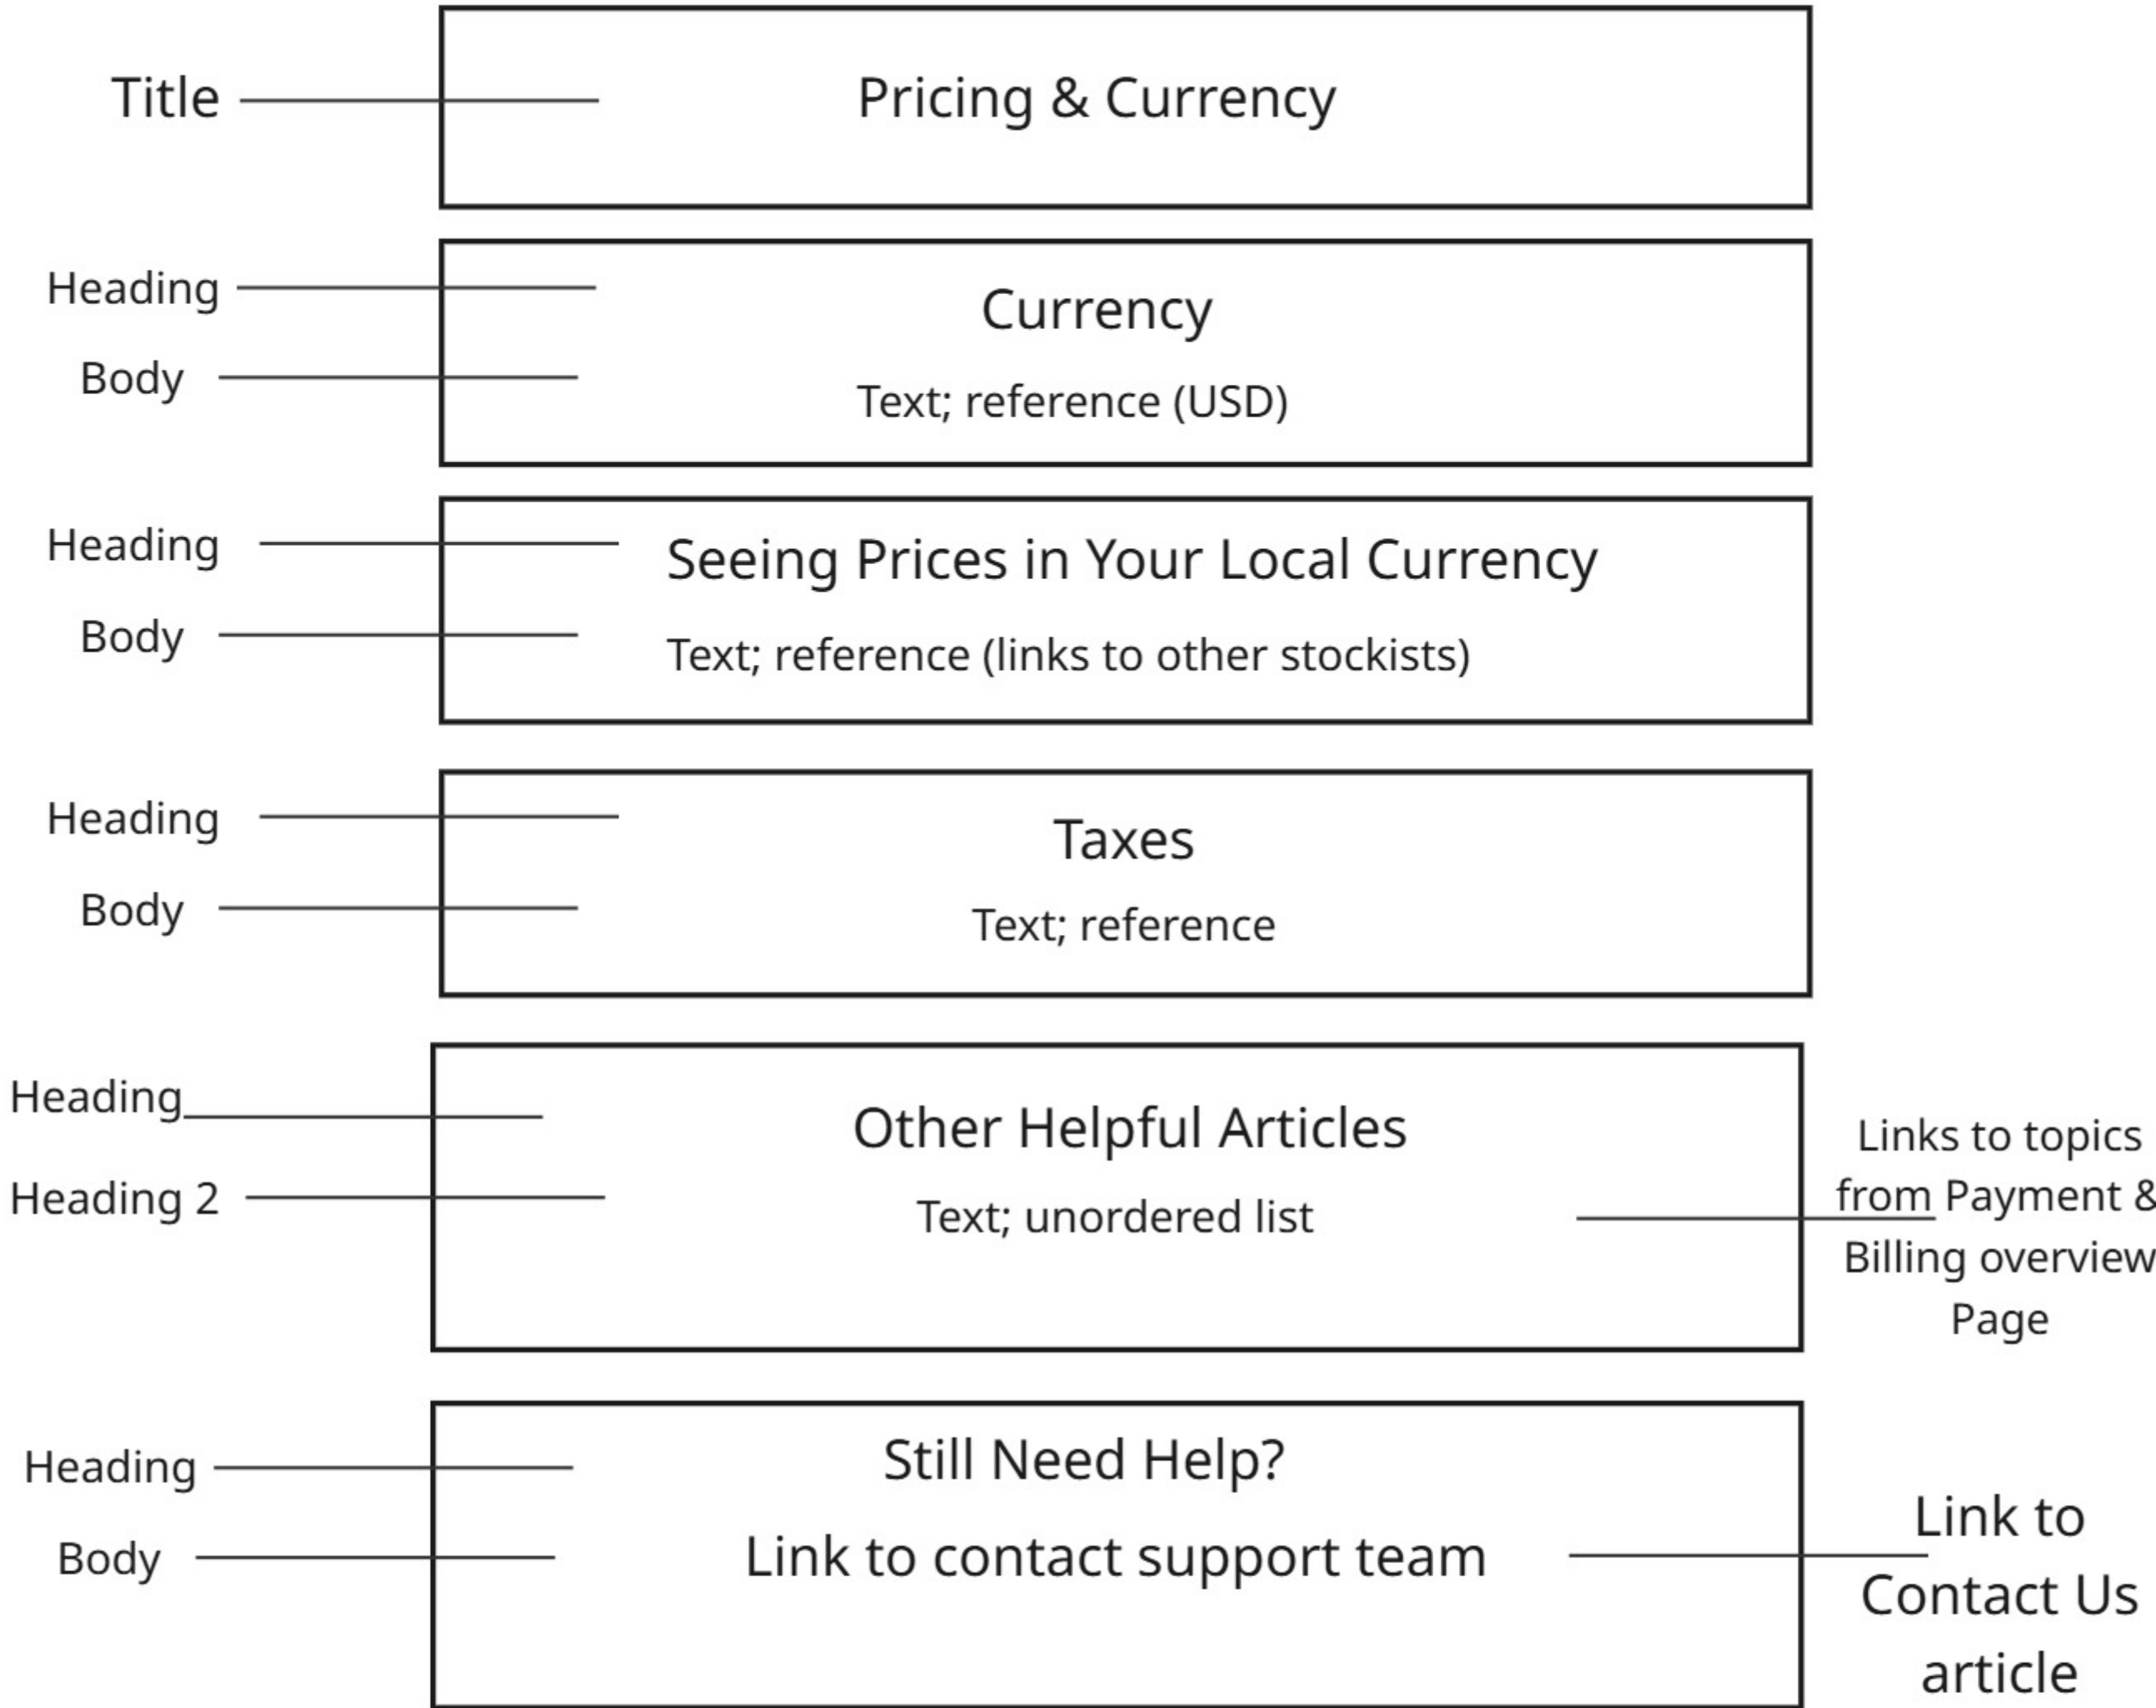 Title
Pricing & Currency
Heading
Currency
Body
Text; reference (USD)
Heading
Seeing Prices in Your Local Currency
Body
Text; reference (links to other stockists)
Heading
Taxes
Body
Text; reference
Heading
Other Helpful Articles
Heading 2
Text; unordered list
Links to topics
from Payment &
Billing overview
Page
Heading
Still Need Help?
Body
Link to contact support team
Link to
Contact Us
article